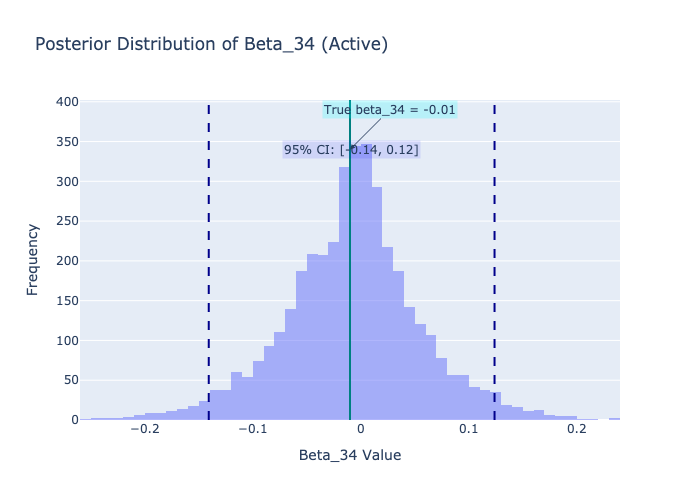 Posterior Distribution of Beta_34 (Active)
400
True beta_34 = -0.01
350
95% CI: [-0.14, 0.12]
300
250
200
150
100
50
0
Frequency
−0.2
−0.1
0
0.1
0.2
Beta_34 Value